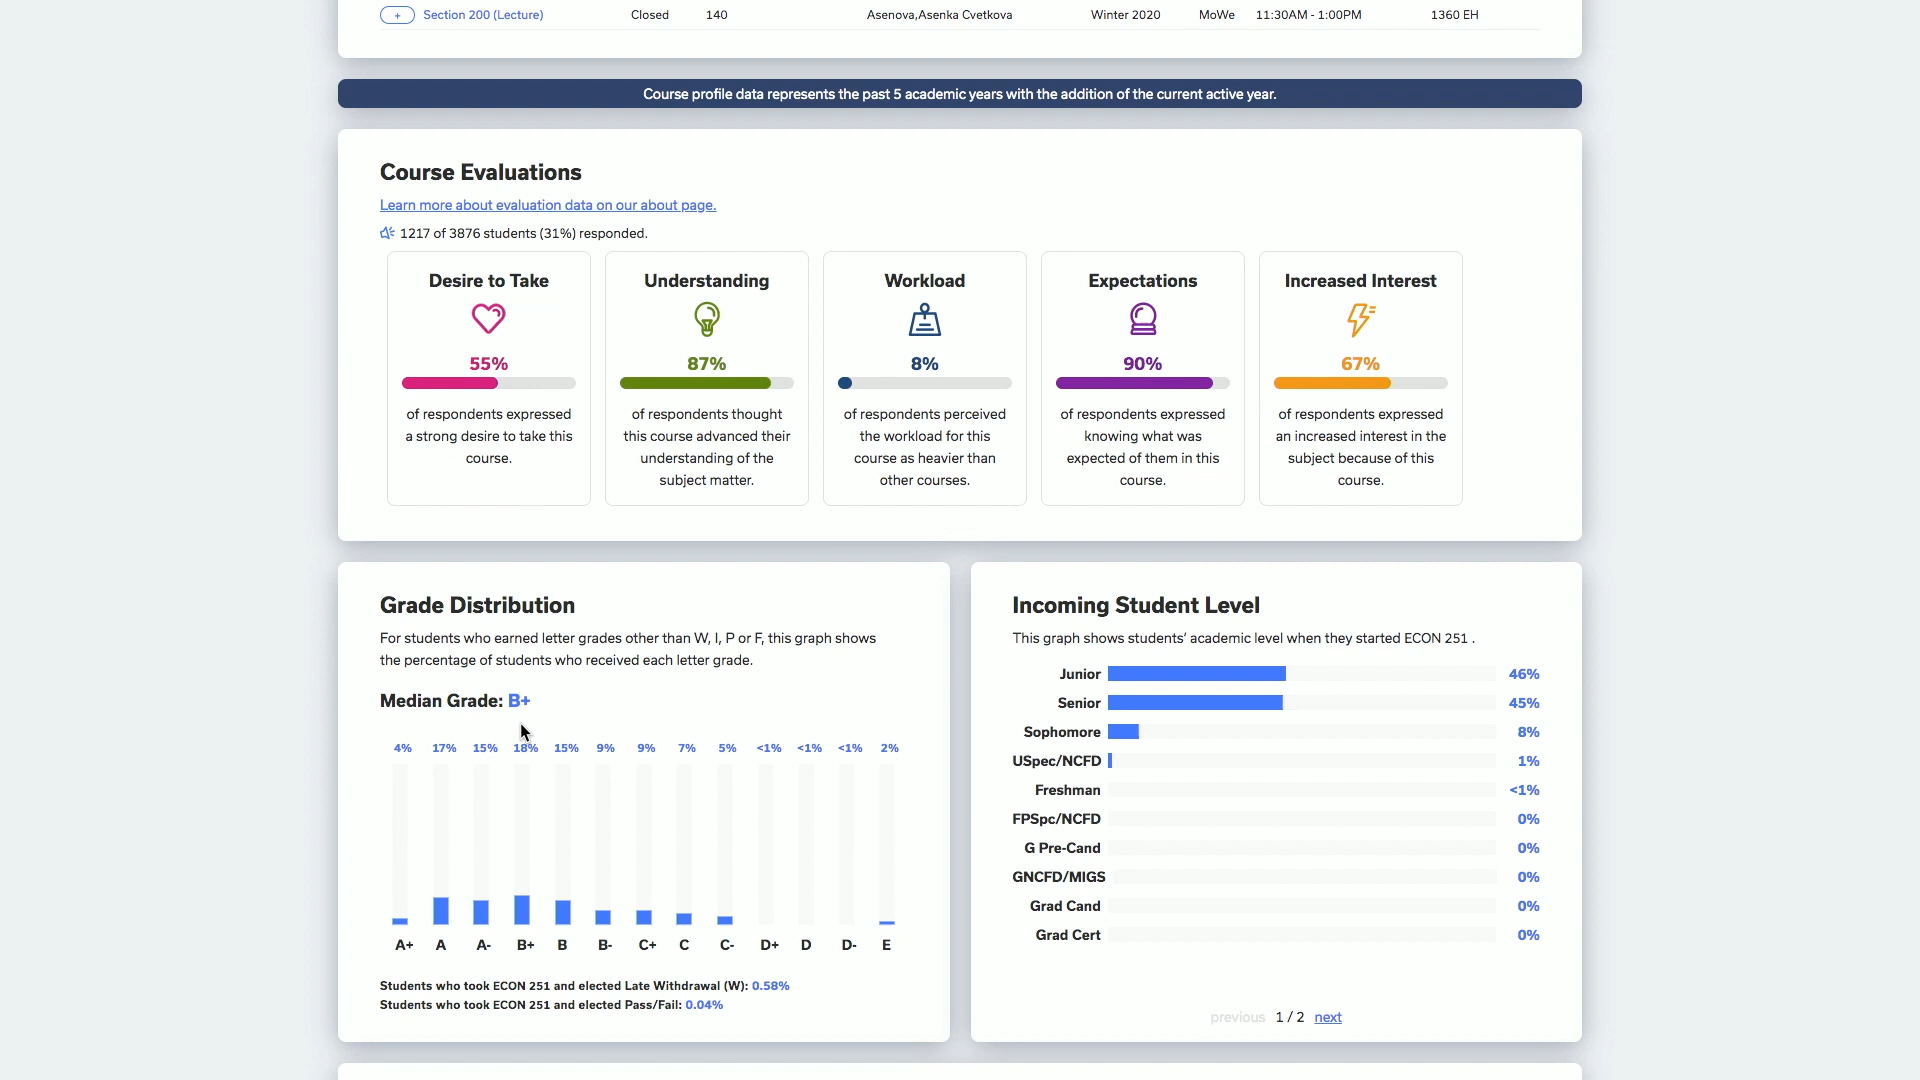 + Section 200 (Lecture) Closed 140 Asenova,Asenka Cvetkova Winter 2020 MoWe 11:30AM - 1:00PM 1360 EH
Course profile data represents the past 5 academic years with the addition of the current active year.
Course Evaluations
Learn more about evaluation data on our about page.
1217 of 3876 students (31%) responded.
Desire to Take
55%
of respondents expressed
a strong desire to take this
course.
Understanding
87%
of respondents thought
this course advanced their
understanding of the
subject matter.
Workload
8%
of respondents perceived
the workload for this
course as heavier than
other courses.
Expectations
90%
of respondents expressed
knowing what was
expected of them in this
course.
Increased Interest
67%
of respondents expressed
an increased interest in the
subject because of this
course.
Grade Distribution
For students who earned letter grades other than W, I, P or F, this graph shows
the percentage of students who received each letter grade.
Median Grade: B+
4% 17% 15% 18% 15% 9% 9% 7% 5% <1% <1% <1% 2%
A+ A A- B+ B B- C+ C C- D+ D D- E
Students who took ECON 251 and elected Late Withdrawal (W): 0.58%
Students who took ECON 251 and elected Pass/Fail: 0.04%
Incoming Student Level
This graph shows students' academic level when they started ECON 251 .
Junior 46%
Senior 45%
Sophomore 8%
USpec/NCFD 1%
Freshman <1%
FPSpc/NCFD 0%
G Pre-Cand 0%
GNCFD/MIGS 0%
Grad Cand 0%
Grad Cert 0%
previous 1 / 2 next